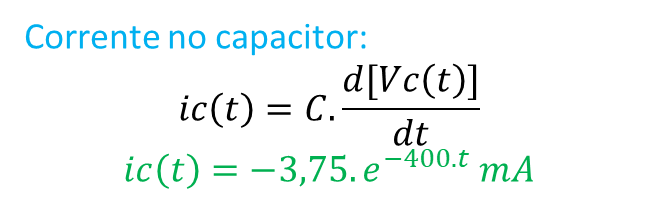 Corrente no capacitor:
ic(t) = C. d[Vc(t)]/dt
ic(t) = −3,75. e^−400.t mA